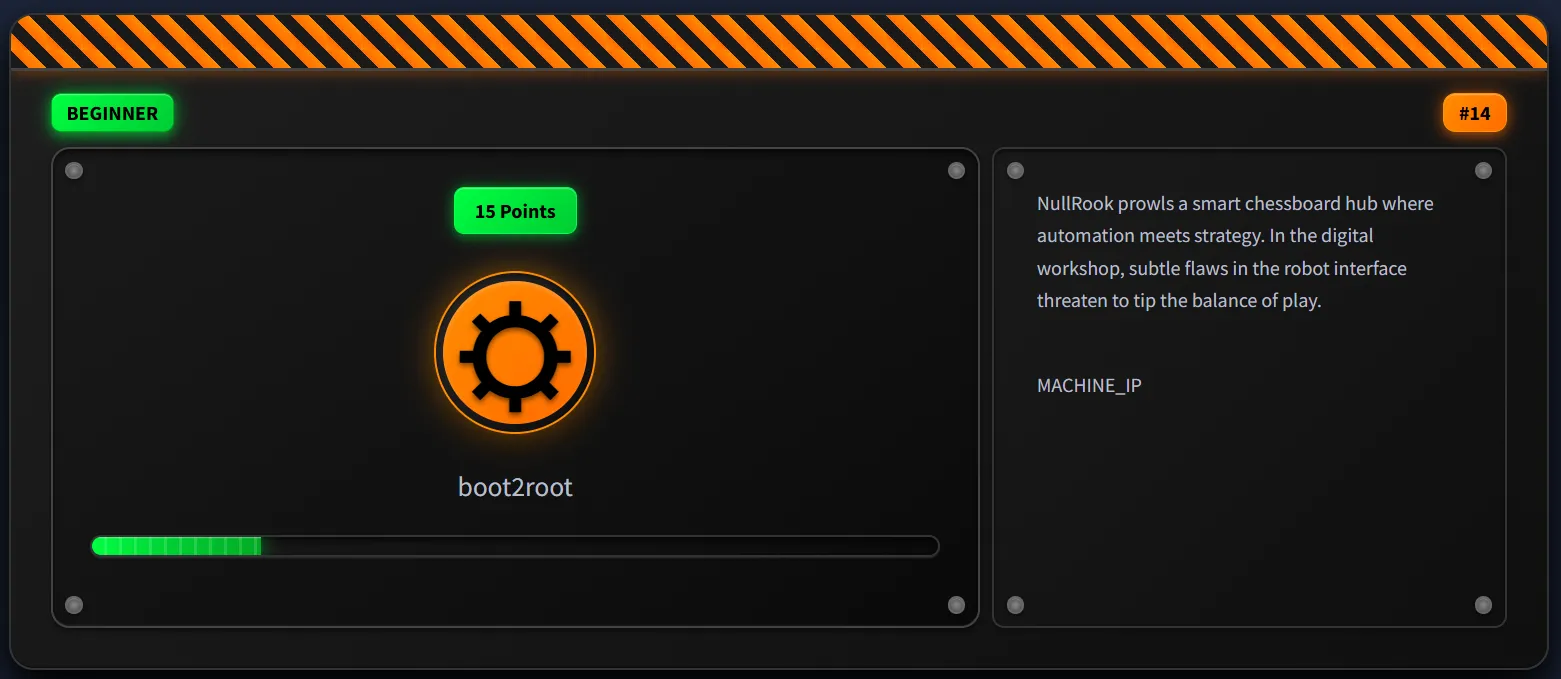 BEGINNER
#14
15 Points
boot2root
NullRook prowls a smart chessboard hub where
automation meets strategy. In the digital
workshop, subtle flaws in the robot interface
threaten to tip the balance of play.
MACHINE_IP